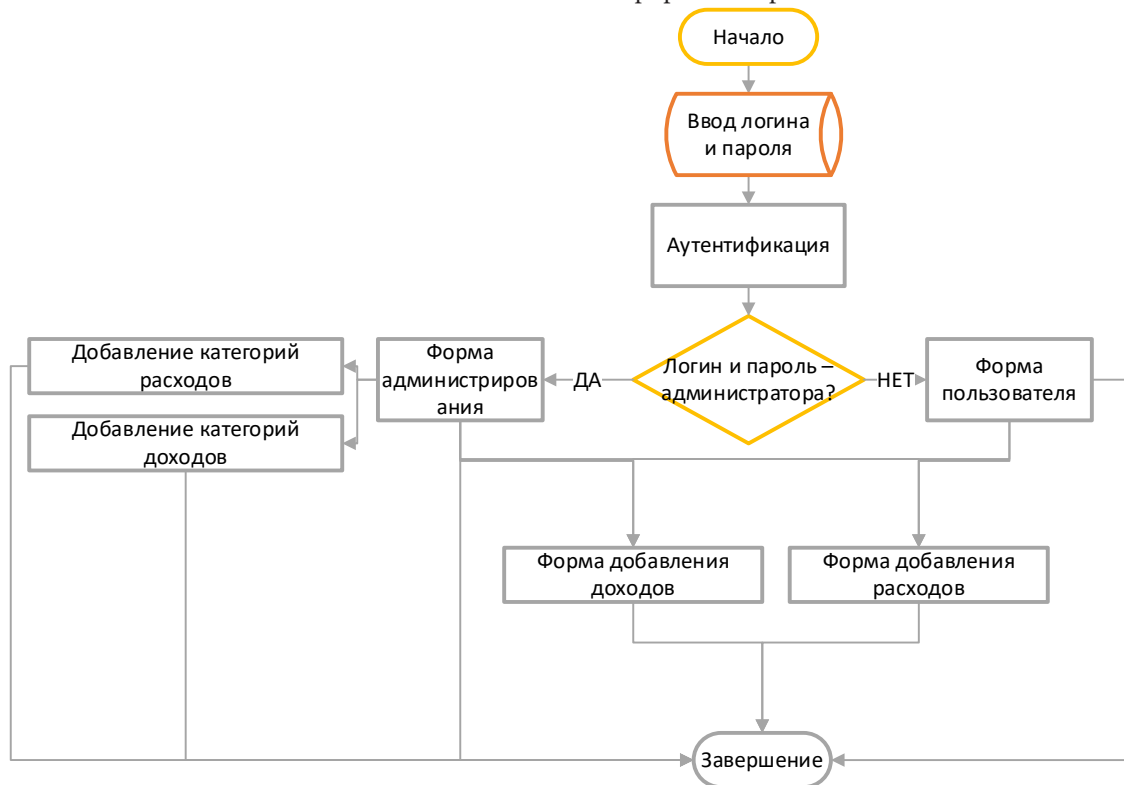 Начало
Ввод логина
и пароля
Аутентификация
Добавление категорий
расходов
Форма
администриров
ания
ДА
Логин и пароль –
администратора?
НЕТ
Форма
пользователя
Добавление категорий
доходов
Форма добавления
доходов
Форма добавления
расходов
Завершение